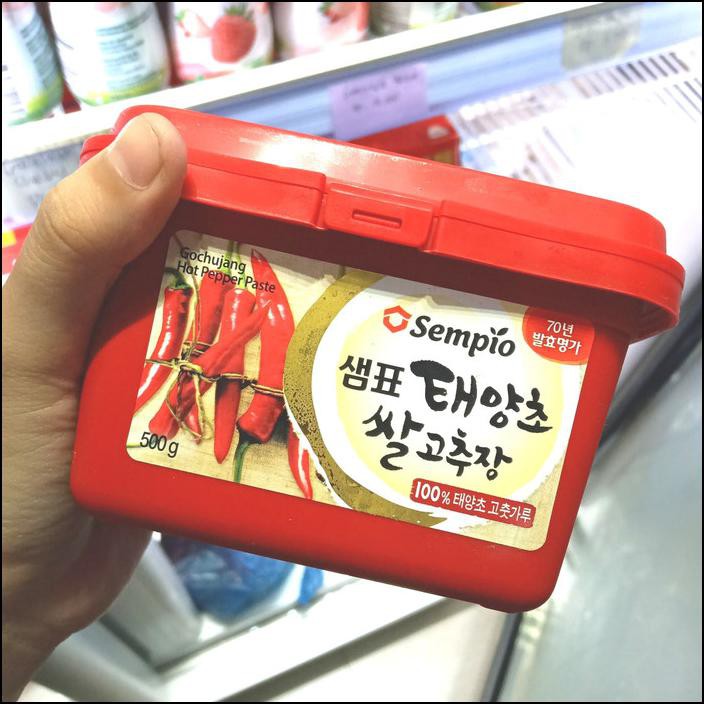 Gochujang
Hot Pepper Paste
500 g
Sempio
70년
발효명가
샘표 태양초
쌀 고추장
100% 태양초 고춧가루